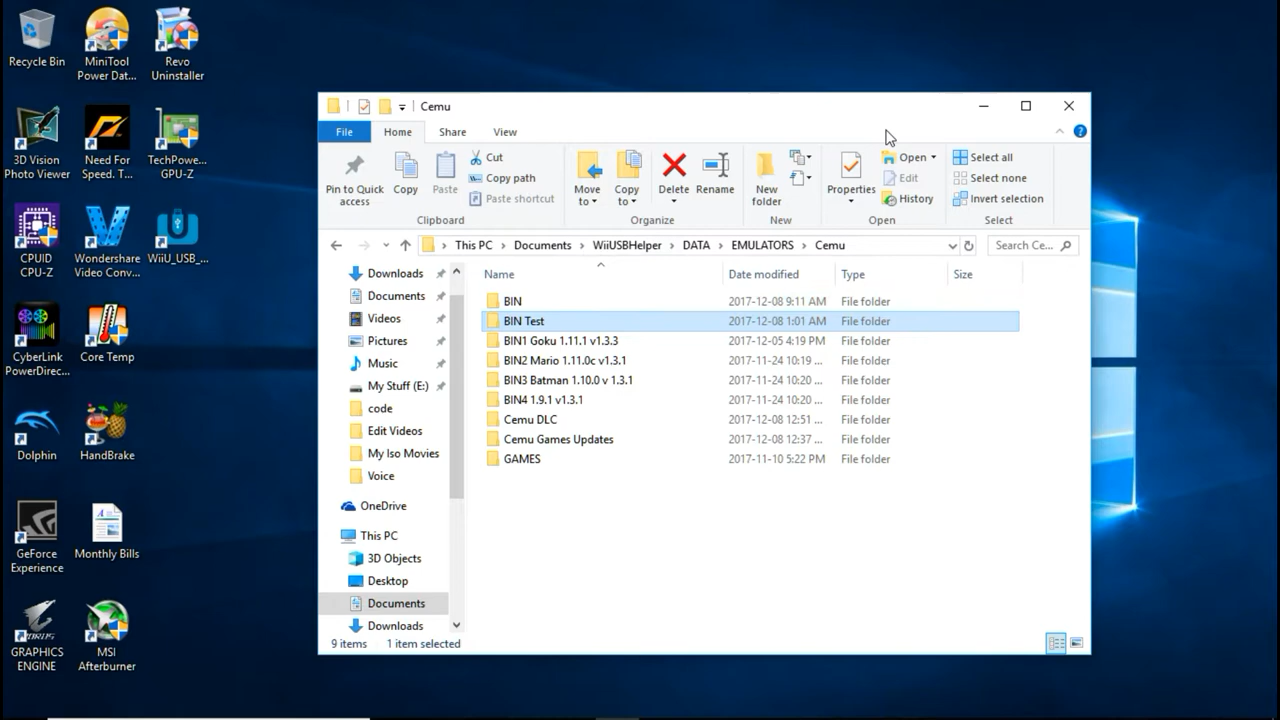 Recycle Bin
MiniTool
Power Dat...
Revo
Uninstaller
3D Vision
Photo Viewer
Need For
Speed. T...
TechPowe...
GPU-Z
CPUID
CPU-Z
Wondershare
Video Conv...
WiiU_USB_...
CyberLink
PowerDirec...
Core Temp
Dolphin
HandBrake
GeForce
Experience
Monthly Bills
GRAPHICS
ENGINE
MSI
Afterburner
Cemu
File
Home
Share
View
Pin to Quick
access
Copy
Paste
Cut
Copy path
Paste shortcut
Clipboard
Move
to
Copy
to
Delete
Rename
Organize
New
folder
New
Properties
Open
Edit
History
Open
Select all
Select none
Invert selection
Select
This PC > Documents > WiiUSBHelper > DATA > EMULATORS > Cemu
Search Ce...
Downloads
Documents
Videos
Pictures
Music
My Stuff (E:)
code
Edit Videos
My Iso Movies
Voice
OneDrive
This PC
3D Objects
Desktop
Documents
Downloads
Name Date modified Type Size
BIN 2017-12-08 9:11 AM File folder
BIN Test 2017-12-08 1:01 AM File folder
BIN1 Goku 1.11.1 v1.3.3 2017-12-05 4:19 PM File folder
BIN2 Mario 1.11.0c v1.3.1 2017-11-24 10:19 ... File folder
BIN3 Batman 1.10.0 v 1.3.1 2017-11-24 10:20 ... File folder
BIN4 1.9.1 v1.3.1 2017-11-24 10:20 ... File folder
Cemu DLC 2017-12-08 12:51 ... File folder
Cemu Games Updates 2017-12-08 12:37 ... File folder
GAMES 2017-11-10 5:22 PM File folder
9 items 1 item selected